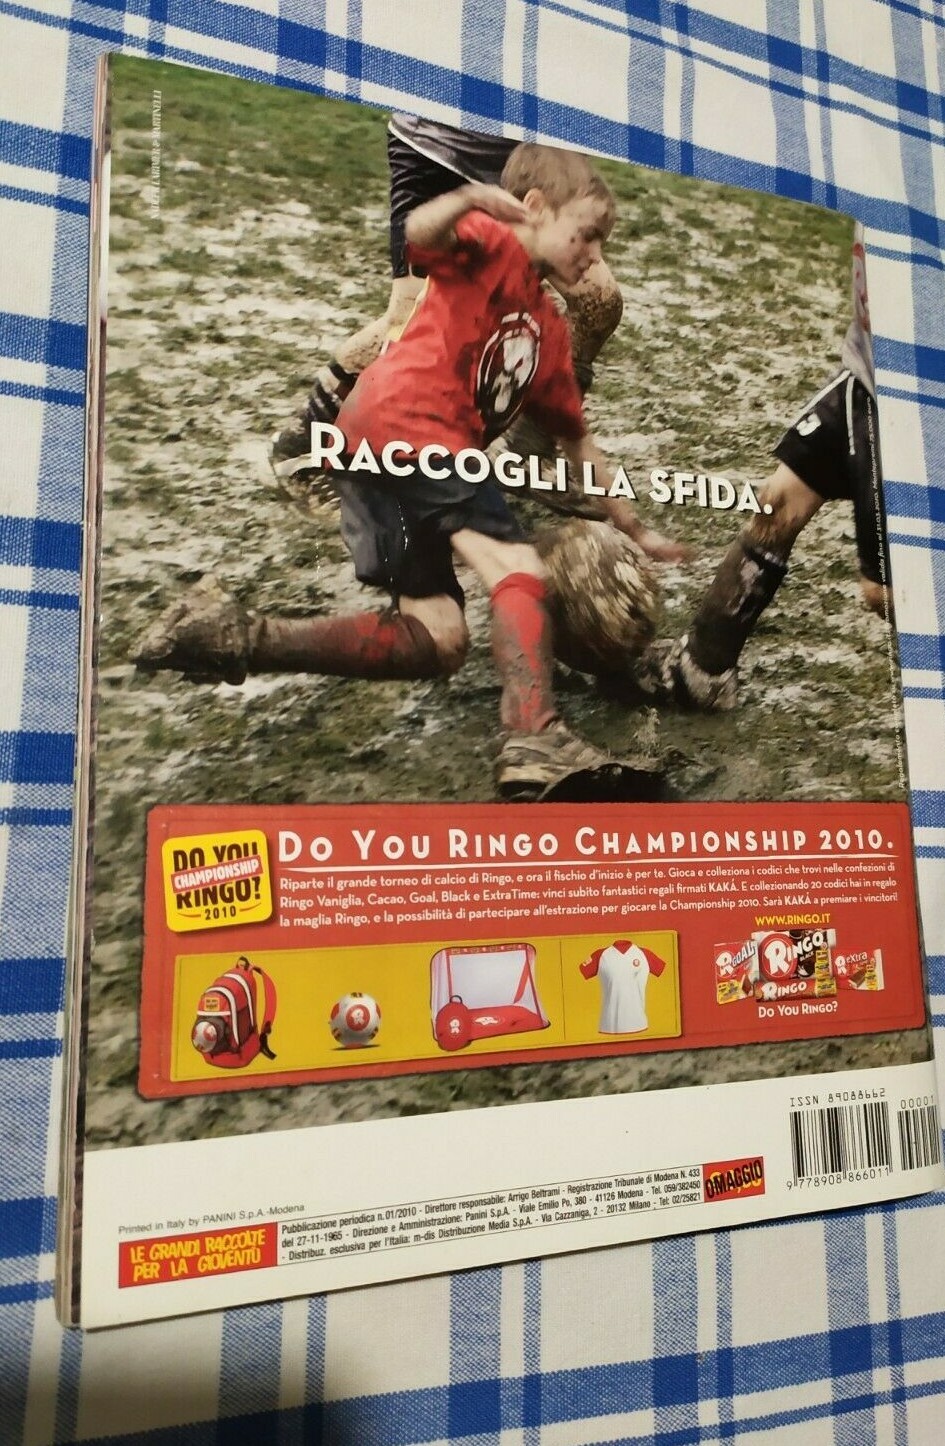 RACCOGLI LA SFIDA.
DO YOU
CHAMPIONSHIP
RINGO?
2010
DO YOU RINGO CHAMPIONSHIP 2010.
Riparte il grande torneo di calcio di Ringo, e ora il fischio d'inizio è per te. Gioca e colleziona i codici che trovi nelle confezioni di
Ringo Vaniglia, Cacao, Goal, Black e ExtraTime: vinci subito fantastici regali firmati KAKÁ. E collezionando 20 codici hai in regalo
la maglia Ringo, e la possibilità di partecipare all'estrazione per giocare la Championship 2010. Sarà KAKÁ a premiare i vincitori!
WWW.RINGO.IT
GOAL
RINGO
BLACK
eXtra
RINGO
DO YOU RINGO?
ISSN 89088662
00001
9 778908 866011
OMAGGIO
Printed in Italy by PANINI S.p.A.-Modena
LE GRANDI RACCOLTE
PER LA GIOVENTÙ
Pubblicazione periodica n.01/2010 - Direttore responsabile: Arrigo Beltrami - Registrazione Tribunale di Modena N. 433
del 27-11-1965 - Direzione e Amministrazione: Panini S.p.A. - Viale Emilio Po, 380 - 41126 Modena - Tel. 059/382450
- Distribuz. esclusiva per l'Italia: m-dis Distribuzione Media S.p.A. - Via Cazzaniga, 2 - 20132 Milano - Tel: 02/25821